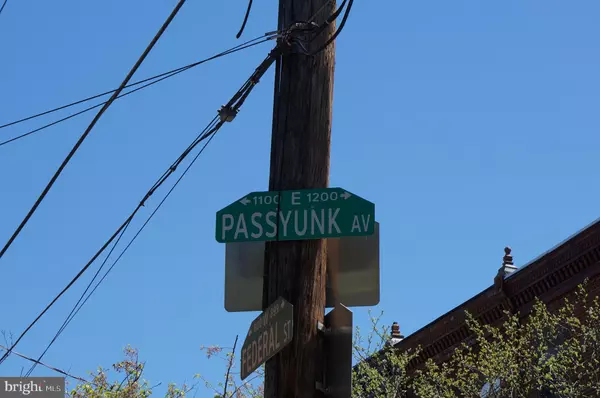 ←1100 E 1200→
PASSYUNK AV
FEDERAL ST
bright MLS